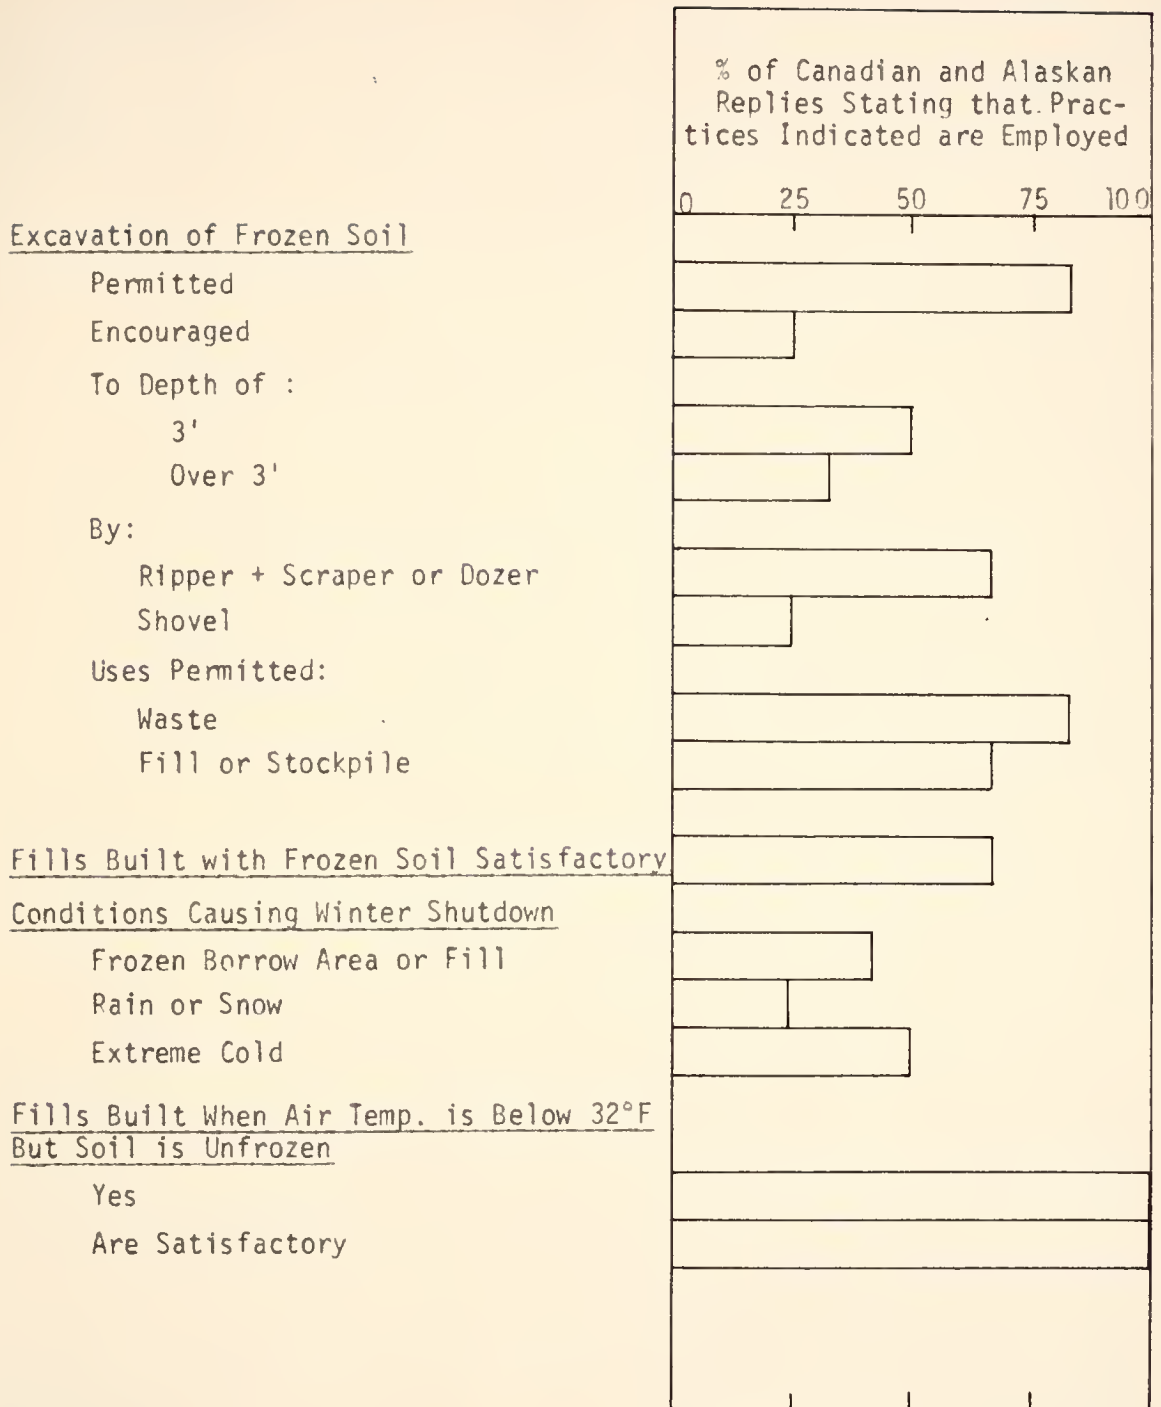 % of Canadian and Alaskan
Replies Stating that Prac-
tices Indicated are Employed
0 25 50 75 100
Excavation of Frozen Soil
Permitted
Encouraged
To Depth of :
3'
Over 3'
By:
Ripper + Scraper or Dozer
Shovel
Uses Permitted:
Waste
Fill or Stockpile
Fills Built with Frozen Soil Satisfactory
Conditions Causing Winter Shutdown
Frozen Borrow Area or Fill
Rain or Snow
Extreme Cold
Fills Built When Air Temp. is Below 32°F
But Soil is Unfrozen
Yes
Are Satisfactory